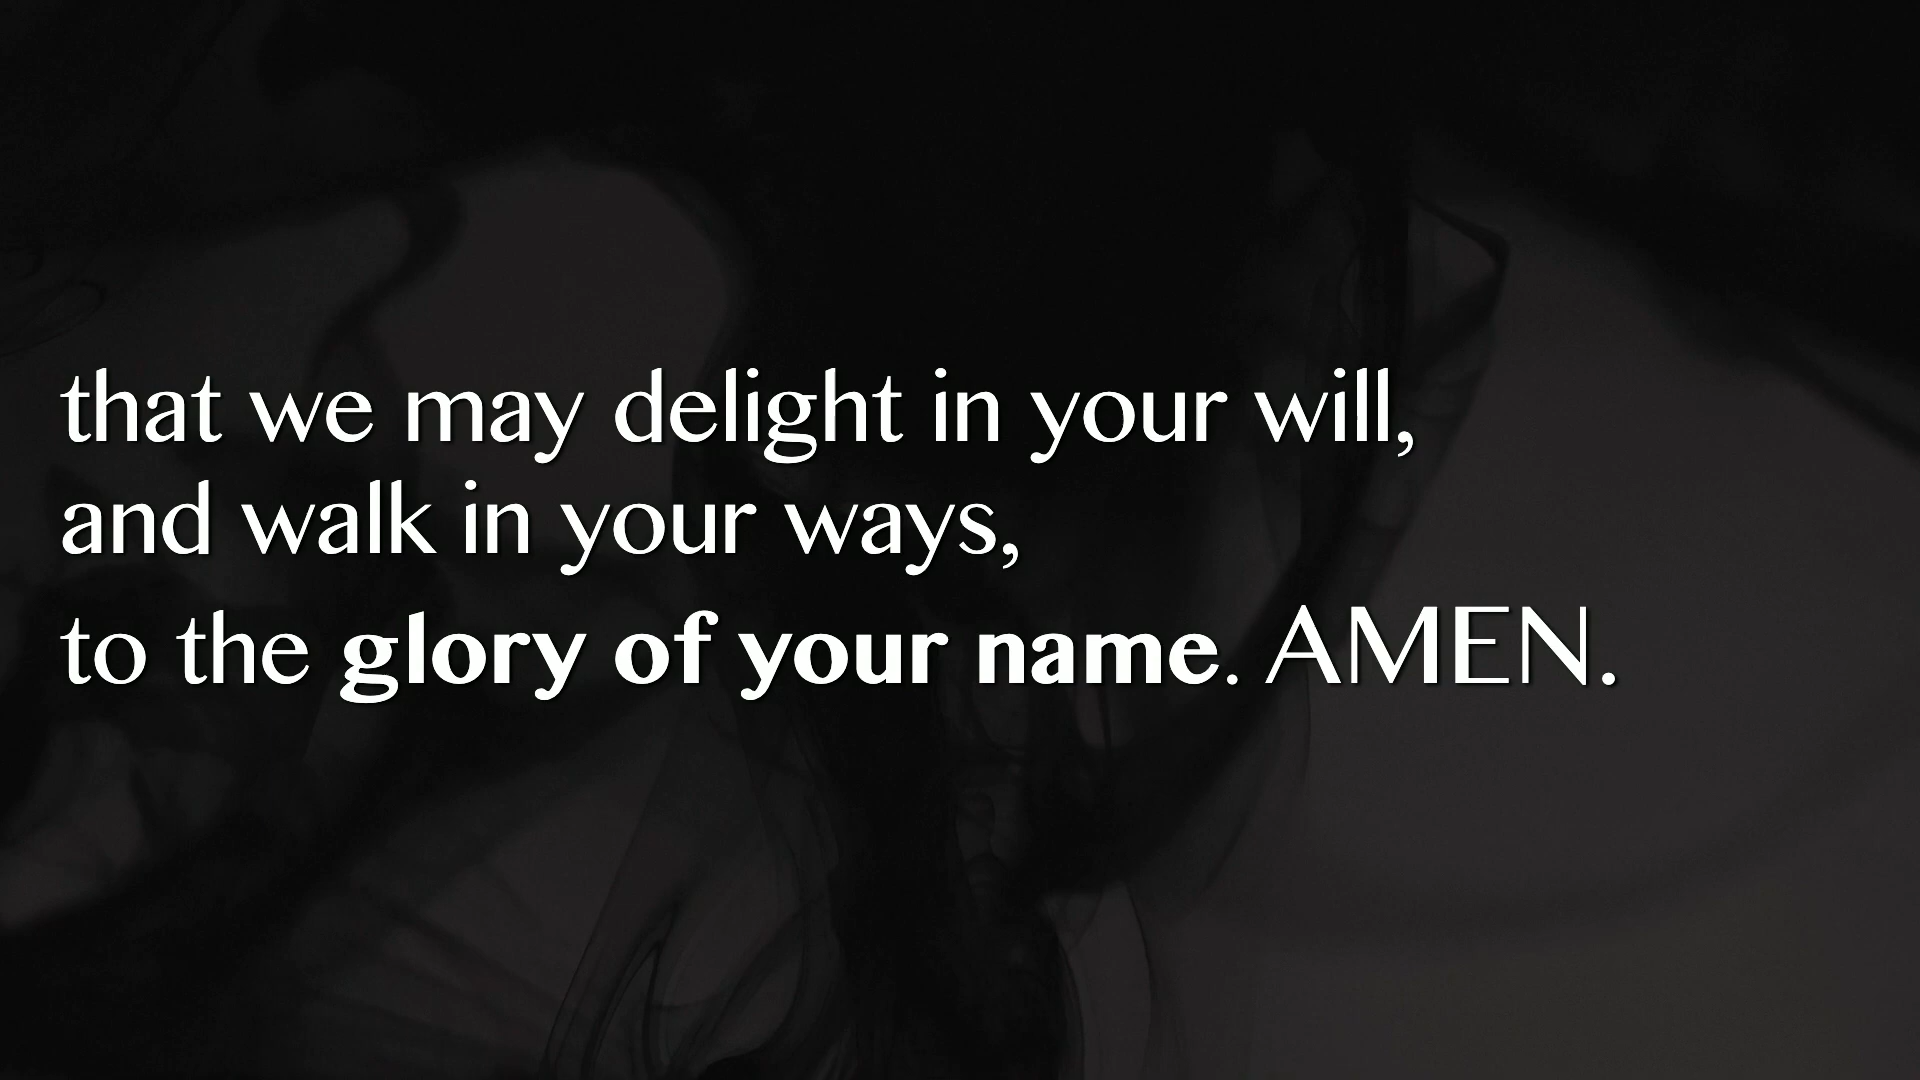 that we may delight in your will,
and walk in your ways,
to the glory of your name. AMEN.